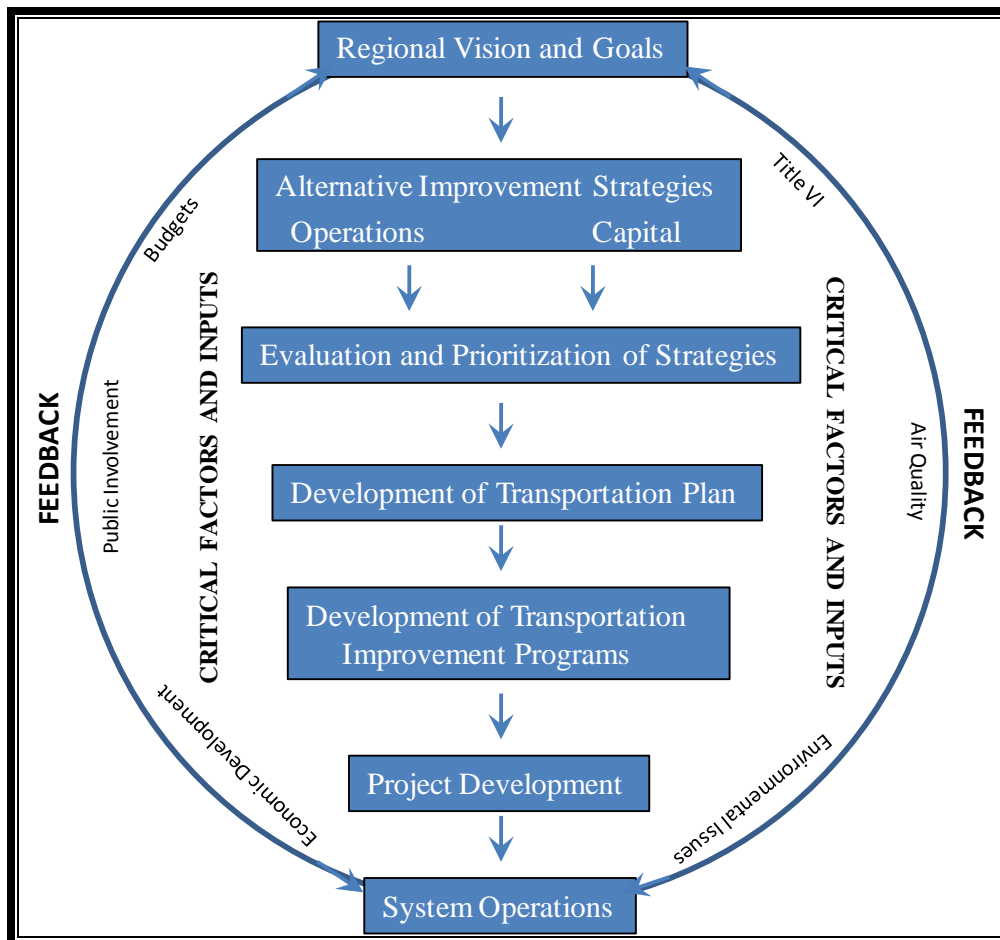 Regional Vision and Goals
Alternative Improvement Strategies
Operations Capital
Evaluation and Prioritization of Strategies
Development of Transportation Plan
Development of Transportation
Improvement Programs
Project Development
System Operations
FEEDBACK
Budgets
Public Involvement
Economic Development
CRITICAL FACTORS AND INPUTS
CRITICAL FACTORS AND INPUTS
Title VI
Air Quality
Environmental Issues
FEEDBACK